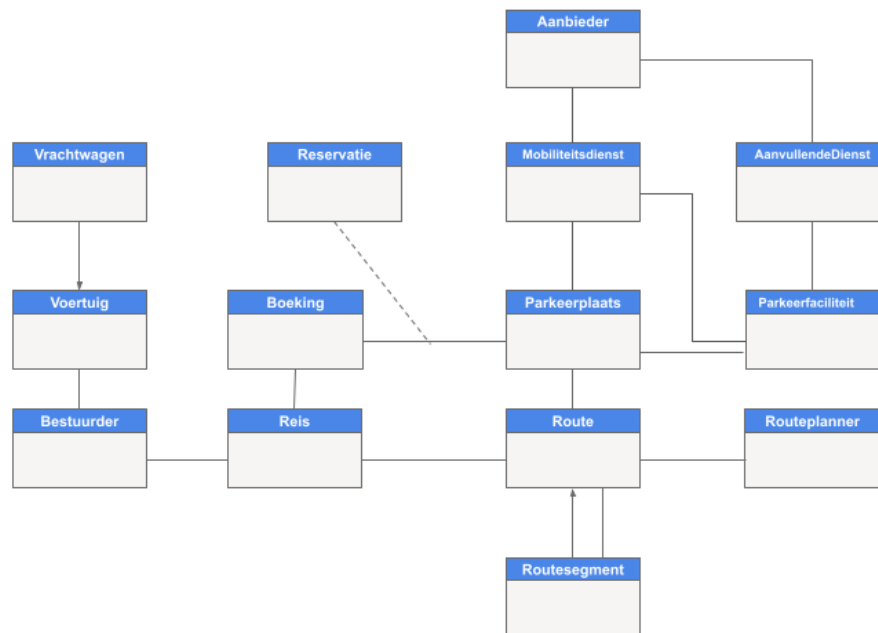 Aanbieder
Vrachtwagen
Reservatie
Mobiliteitsdienst
AanvullendeDienst
Voertuig
Boeking
Parkeerplaats
Parkeerfaciliteit
Bestuurder
Reis
Route
Routeplanner
Routesegment